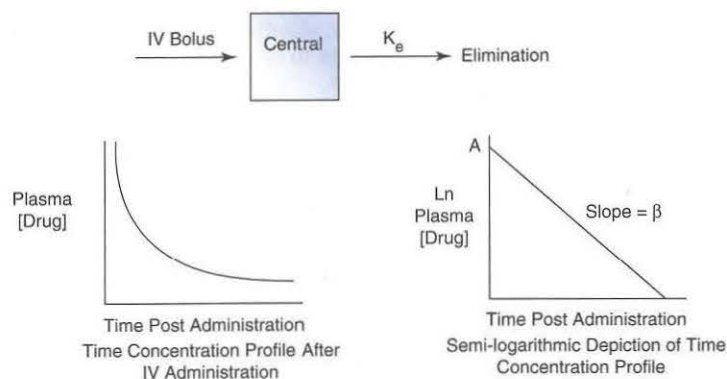 IV Bolus
Central
Ke
Elimination
Plasma
[Drug]
Time Post Administration
Time Concentration Profile After
IV Administration
A
Ln
Plasma
[Drug]
Slope = β
Time Post Administration
Semi-logarithmic Depiction of Time
Concentration Profile